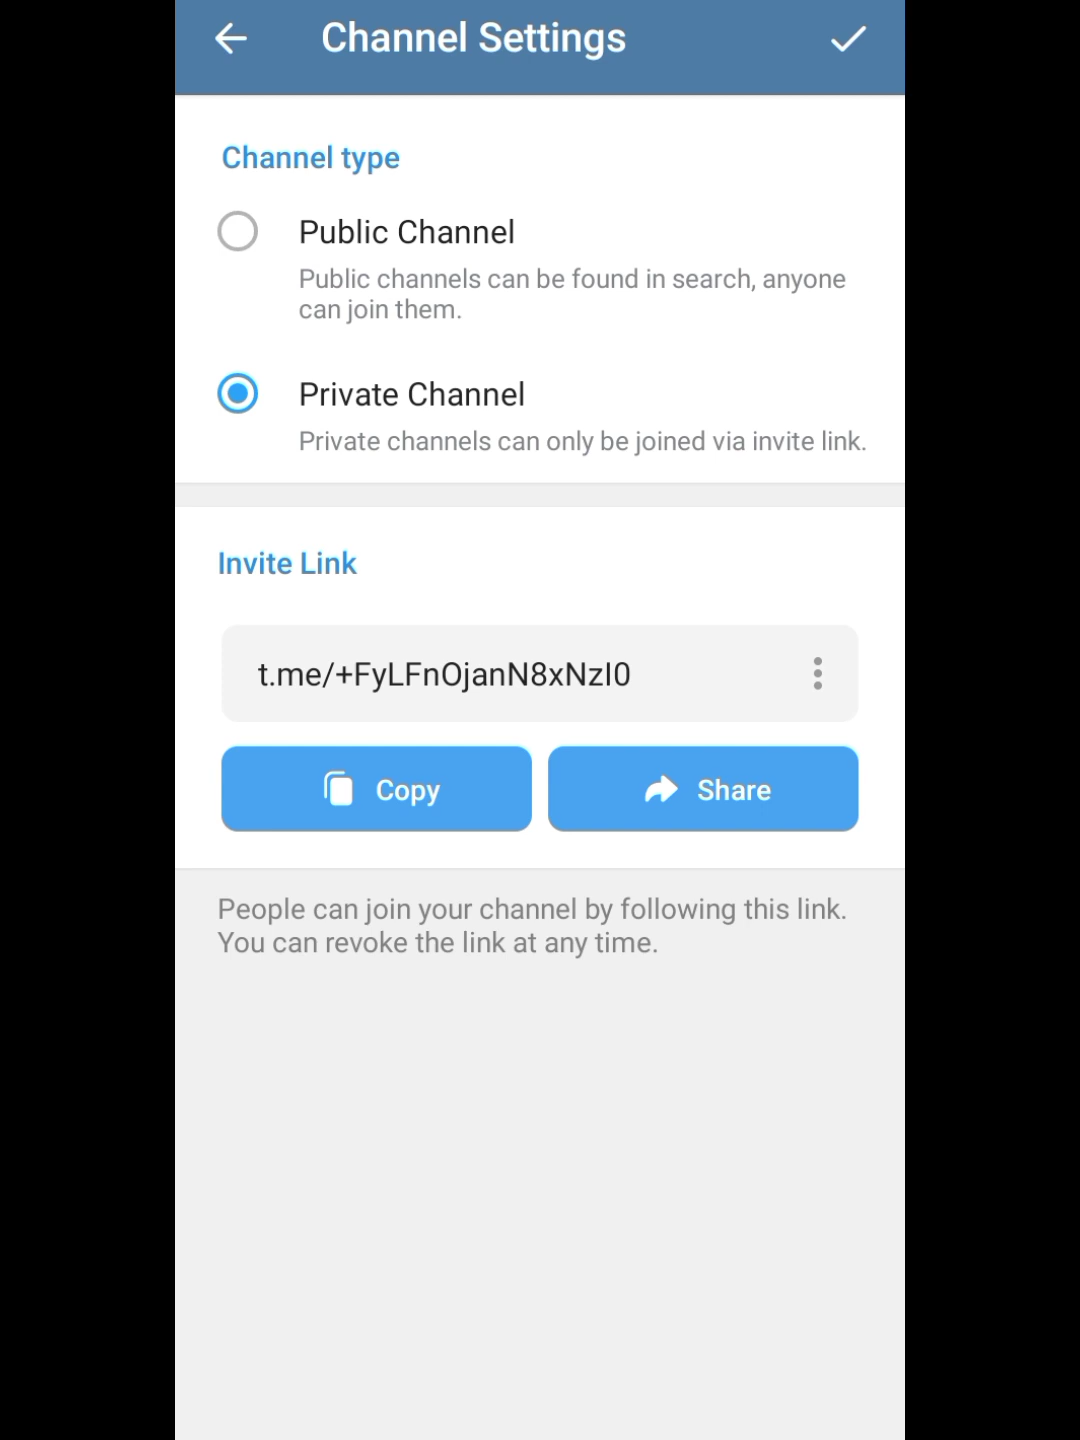 Channel Settings
Channel type
Public Channel
Public channels can be found in search, anyone
can join them.
Private Channel
Private channels can only be joined via invite link.
Invite Link
t.me/+FyLFnOjanN8xNzI0
Copy
Share
People can join your channel by following this link.
You can revoke the link at any time.